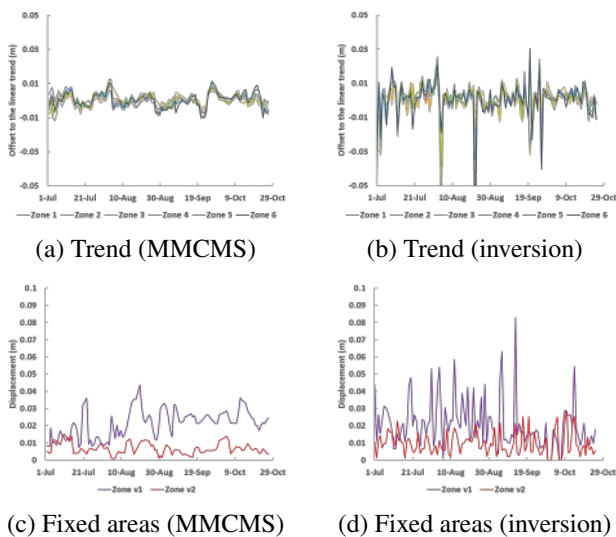 0.05
0.03
0.01
-0.01
-0.03
-0.05
Offset to the linear trend (m)
1-Jul 21-Jul 10-Aug 30-Aug 19-Sep 9-Oct 29-Oct
Zone 1 Zone 2 Zone 3 Zone 4 Zone 5 Zone 6
(a) Trend (MMCMS)
0.05
0.03
0.01
-0.01
-0.03
-0.05
Offset to the linear trend (m)
1-Jul 21-Jul 10-Aug 30-Aug 19-Sep 9-Oct 29-Oct
Zone 1 Zone 2 Zone 3 Zone 4 Zone 5 Zone 6
(b) Trend (inversion)
0.1
0.09
0.08
0.07
0.06
0.05
0.04
0.03
0.02
0.01
0
Displacement (m)
1-Jul 21-Jul 10-Aug 30-Aug 19-Sep 9-Oct 29-Oct
Zone v1 Zone v2
(c) Fixed areas (MMCMS)
0.1
0.09
0.08
0.07
0.06
0.05
0.04
0.03
0.02
0.01
0
Displacement (m)
1-Jul 21-Jul 10-Aug 30-Aug 19-Sep 9-Oct 29-Oct
Zone v1 Zone v2
(d) Fixed areas (inversion)